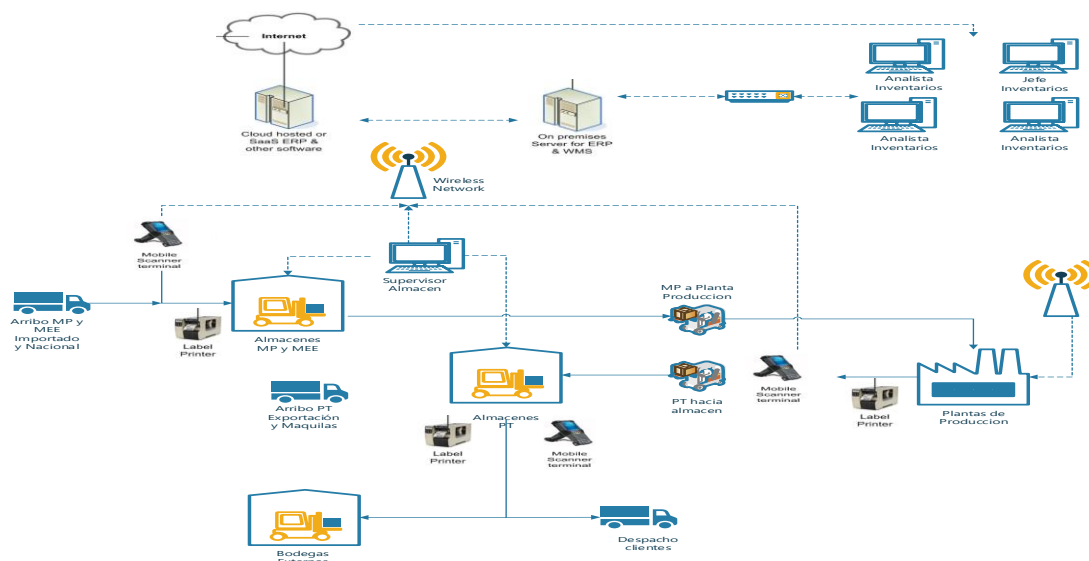 Internet
Analista
Inventarios
Jefe
Inventarios
Cloud hosted or
SaaS ERP &
other software
On premises
Server for ERP
& WMS
Analista
Inventarios
Analista
Inventarios
Wireless
Network
Mobile
Scanner
terminal
Supervisor
Almacen
MP a Planta
Produccion
Arribo MP y
MEE
Importado
y Nacional
Label
Printer
Almacenes
MP y MEE
Arribo PT
Exportación
y Maquilas
Almacenes
PT
PT hacia
almacen
Mobile
Scanner
terminal
Label
Printer
Plantas de
Produccion
Label
Printer
Mobile
Scanner
terminal
Bodegas
Externas
Despacho
clientes